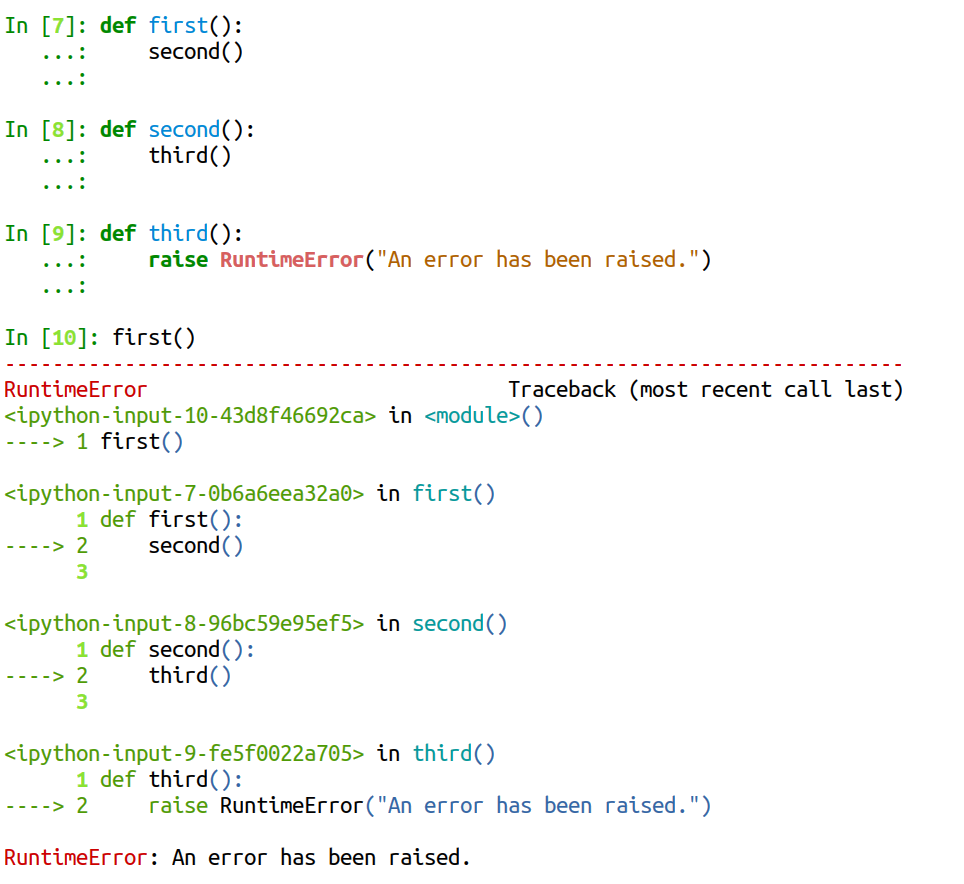 In [7]: def first():
   ...:     second()
   ...:

In [8]: def second():
   ...:     third()
   ...:

In [9]: def third():
   ...:     raise RuntimeError("An error has been raised.")
   ...:

In [10]: first()
---------------------------------------------------------------------------
RuntimeError                              Traceback (most recent call last)
<ipython-input-10-43d8f46692ca> in <module>()
----> 1 first()

<ipython-input-7-0b6a6eea32a0> in first()
      1 def first():
----> 2     second()
      3

<ipython-input-8-96bc59e95ef5> in second()
      1 def second():
----> 2     third()
      3

<ipython-input-9-fe5f0022a705> in third()
      1 def third():
----> 2     raise RuntimeError("An error has been raised.")

RuntimeError: An error has been raised.